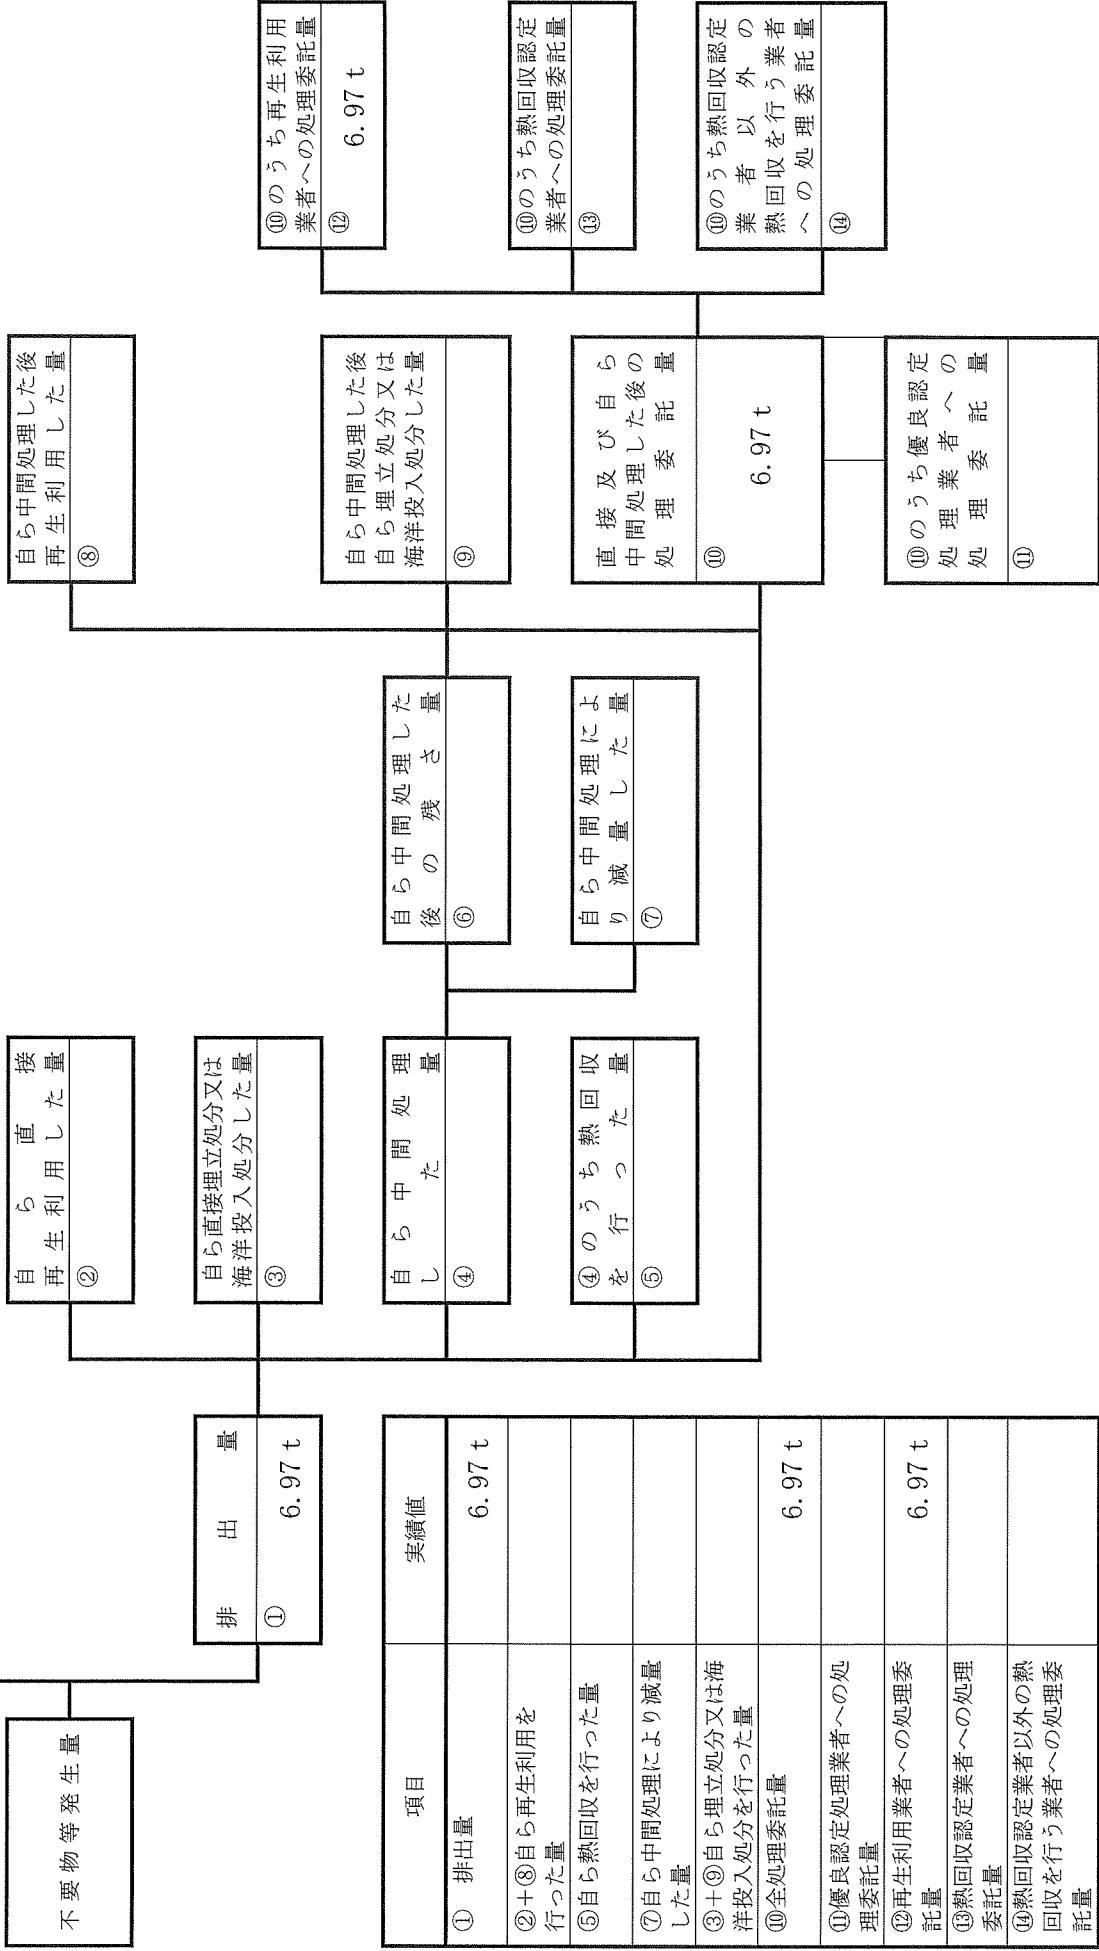 不要物等発生量
排出量
① 6.97 t
自ら直接
再生利用した量
②
自ら直接埋立処分又は
海洋投入処分した量
③
自ら中間処理
した量
④
④のうち熱回収
を行った量
⑤
自ら中間処理した
後の残さ量
⑥
自ら中間処理によ
り減量した量
⑦
自ら中間処理した後
再生利用した量
⑧
自ら中間処理した後
自ら埋立処分又は
海洋投入処分した量
⑨
直接及び自ら
中間処理した後の
処理委託量
⑩ 6.97 t
⑩のうち優良認定
処理業者への
処理委託量
⑪
⑩のうち再生利用
業者への処理委託量
⑫ 6.97 t
⑩のうち熱回収認定
業者への処理委託量
⑬
⑩のうち熱回収認定
業者以外の
熱回収を行う業者
への処理委託量
⑭
項目 実績値
① 排出量 6.97 t
②+⑧自ら再生利用を
行った量
⑤自ら熱回収を行った量
⑦自ら中間処理により減量
した量
③+⑨自ら埋立処分又は海
洋投入処分を行った量
⑩全処理委託量 6.97 t
⑪優良認定処理業者への処
理委託量
⑫再生利用業者への処理委
託量 6.97 t
⑬熱回収認定業者への処理
委託量
⑭熱回収認定業者以外の熱
回収を行う業者への処理委
託量